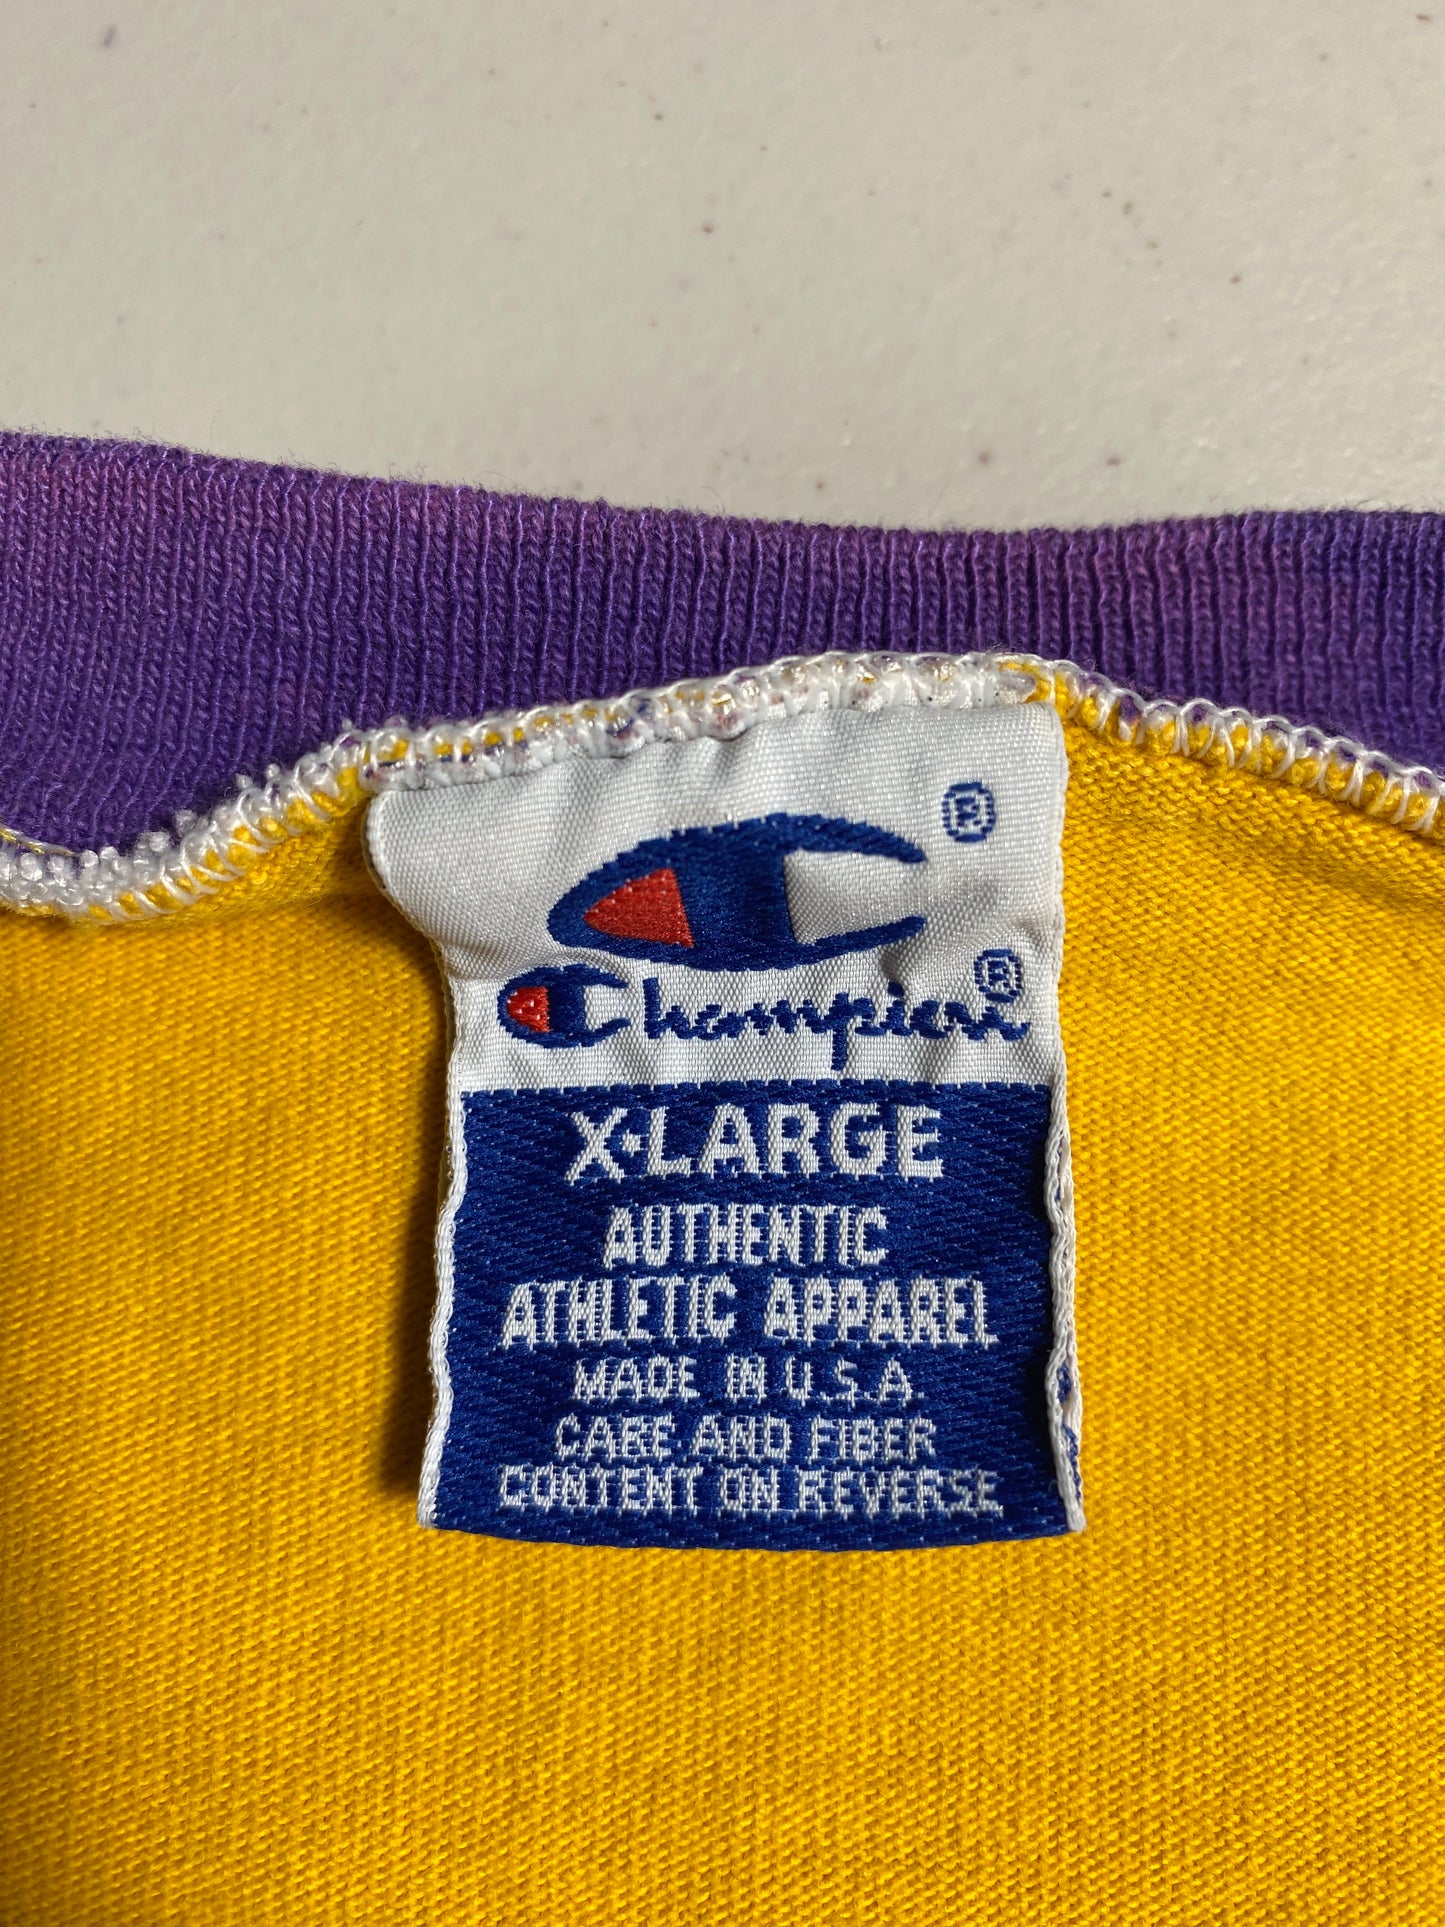 ®
Champion®
X-LARGE
AUTHENTIC
ATHLETIC APPAREL
MADE IN U.S.A.
CARE AND FIBER
CONTENT ON REVERSE